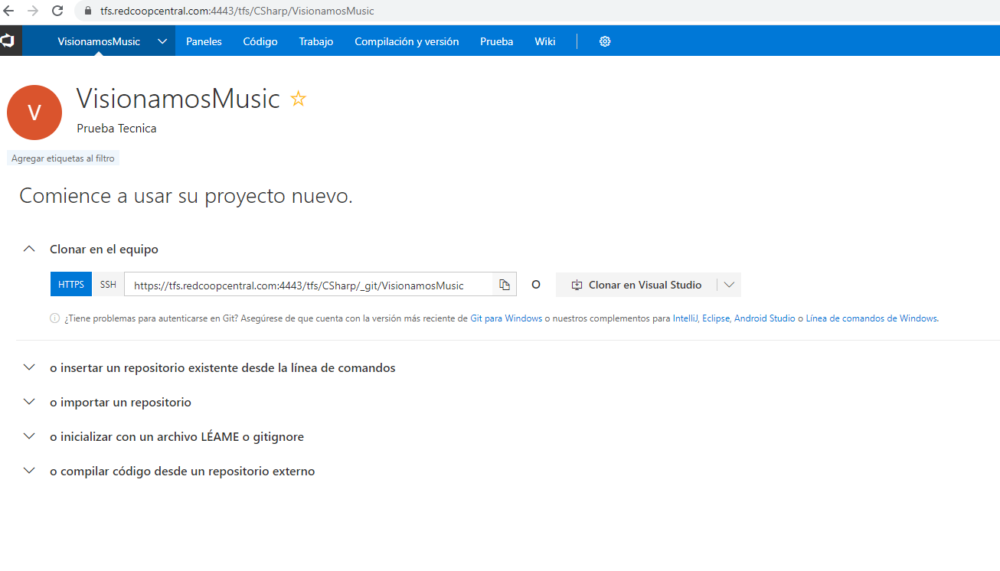 tfs.redcoopcentral.com:4443/tfs/CSharp/VisionamosMusic
VisionamosMusic Paneles Código Trabajo Compilación y versión Prueba Wiki
V
VisionamosMusic
Prueba Tecnica
Agregar etiquetas al filtro
Comience a usar su proyecto nuevo.
Clonar en el equipo
HTTPS SSH https://tfs.redcoopcentral.com:4443/tfs/CSharp/_git/VisionamosMusic O Clonar en Visual Studio
¿Tiene problemas para autenticarse en Git? Asegúrese de que cuenta con la versión más reciente de Git para Windows o nuestros complementos para IntelliJ, Eclipse, Android Studio o Línea de comandos de Windows.
o insertar un repositorio existente desde la línea de comandos
o importar un repositorio
o inicializar con un archivo LÉAME o gitignore
o compilar código desde un repositorio externo